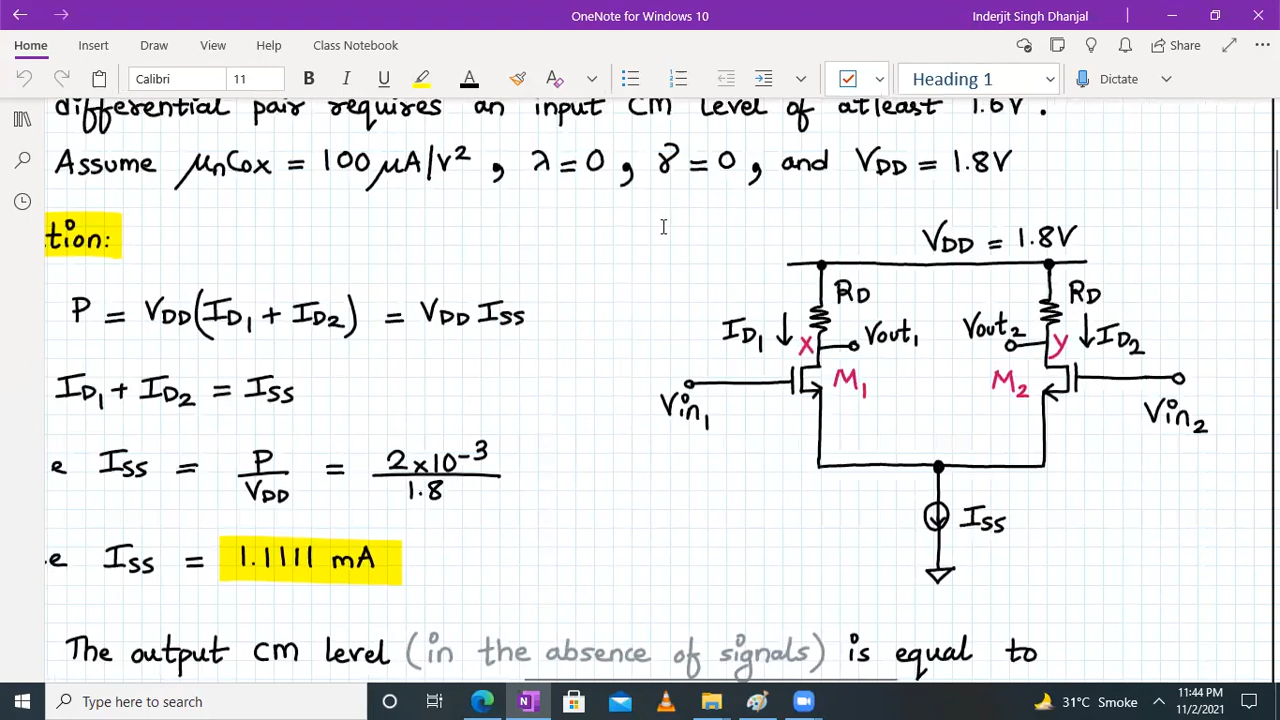 OneNote for Windows 10
Inderjit Singh Dhanjal
Home Insert Draw View Help Class Notebook Share
Calibri 11 B I U A Heading 1 Dictate
differential pair requires an input CM level of atleast 1.6V.
Assume μnCox = 100 μA/V², λ = 0, γ = 0, and VDD = 1.8V
tion:
VDD = 1.8V
P = VDD(ID1 + ID2) = VDD ISS
RD RD
ID1 X Vout1 Vout2 Y ID2
M1 M2
Vin1 Vin2
ID1 + ID2 = ISS
e ISS = P/VDD = 2×10⁻³/1.8
ISS
e ISS = 1.1111 mA
The output CM level (in the absence of signals) is equal to
Type here to search
31°C Smoke
11:44 PM
11/2/2021